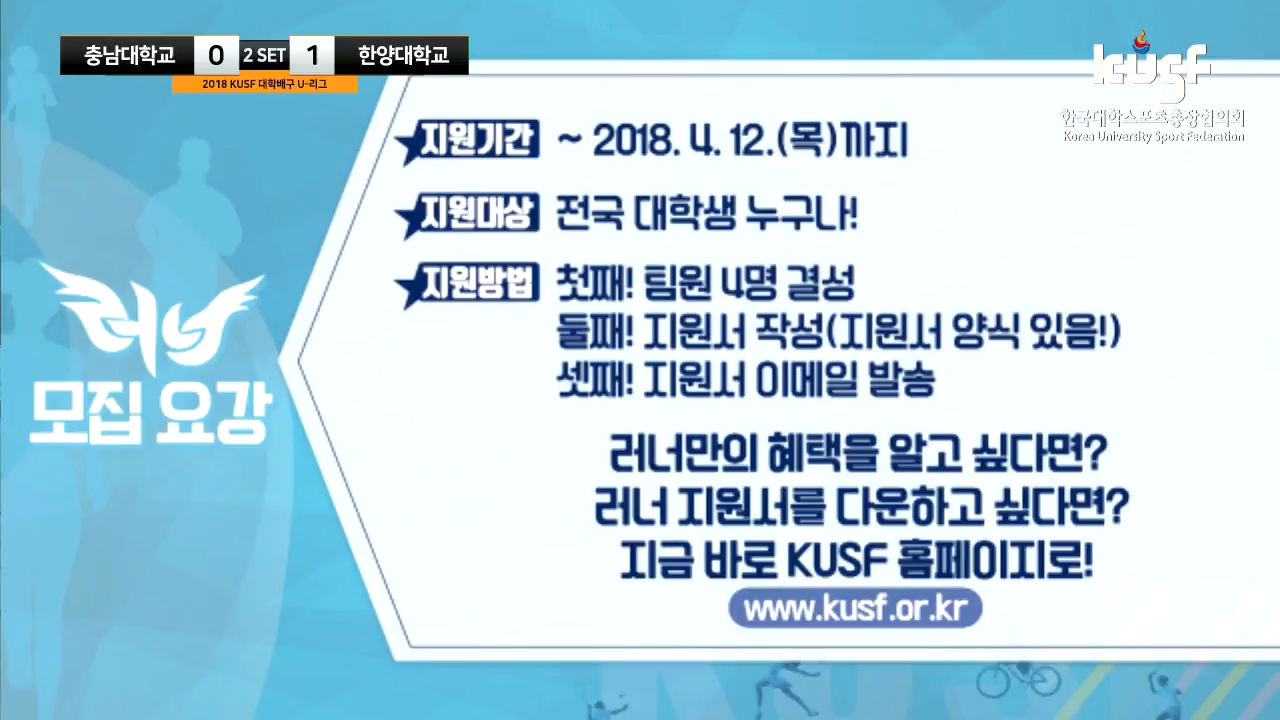 충남대학교 0 2 SET 1 한양대학교
2018 KUSF 대학배구 U-리그
kusf
한국대학스포츠총장협의회
Korea University Sport Federation
지원기간 ~ 2018. 4. 12.(목)까지
지원대상 전국 대학생 누구나!
지원방법 첫째! 팀원 4명 결성
둘째! 지원서 작성(지원서 양식 있음!)
셋째! 지원서 이메일 발송
러너
모집 요강
러너만의 혜택을 알고 싶다면?
러너 지원서를 다운하고 싶다면?
지금 바로 KUSF 홈페이지로!
www.kusf.or.kr
KUSF